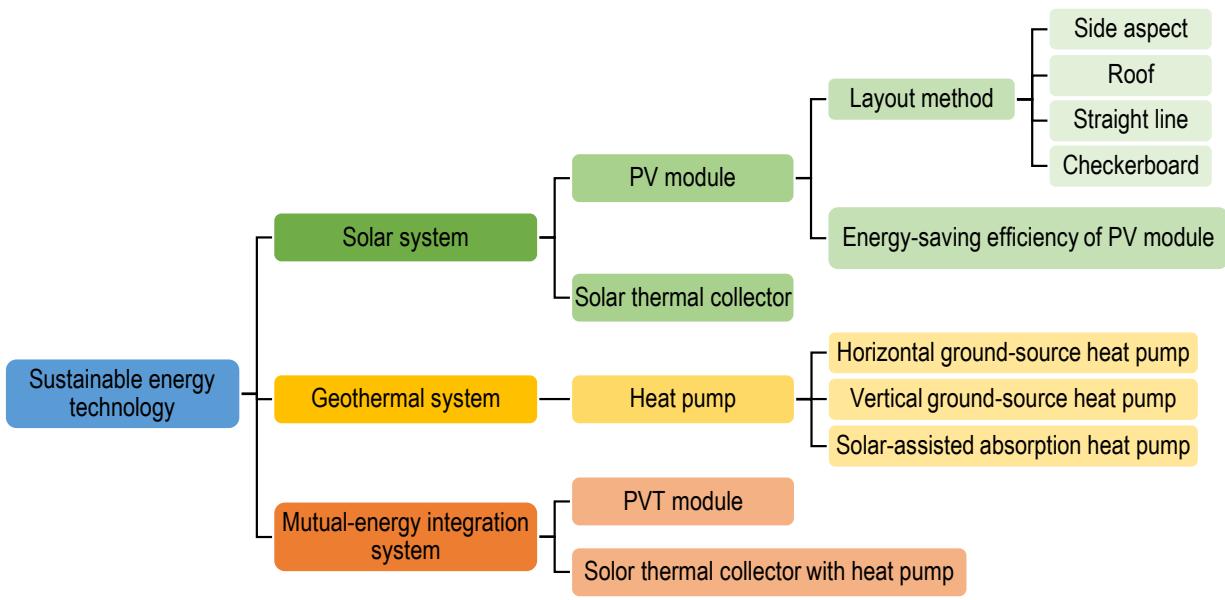 Side aspect
Roof
Layout method
Straight line
Checkerboard
PV module
Solar system
Energy-saving efficiency of PV module
Solar thermal collector
Sustainable energy
technology
Horizontal ground-source heat pump
Geothermal system
Heat pump
Vertical ground-source heat pump
Solar-assisted absorption heat pump
PVT module
Mutual-energy integration
system
Solor thermal collector with heat pump